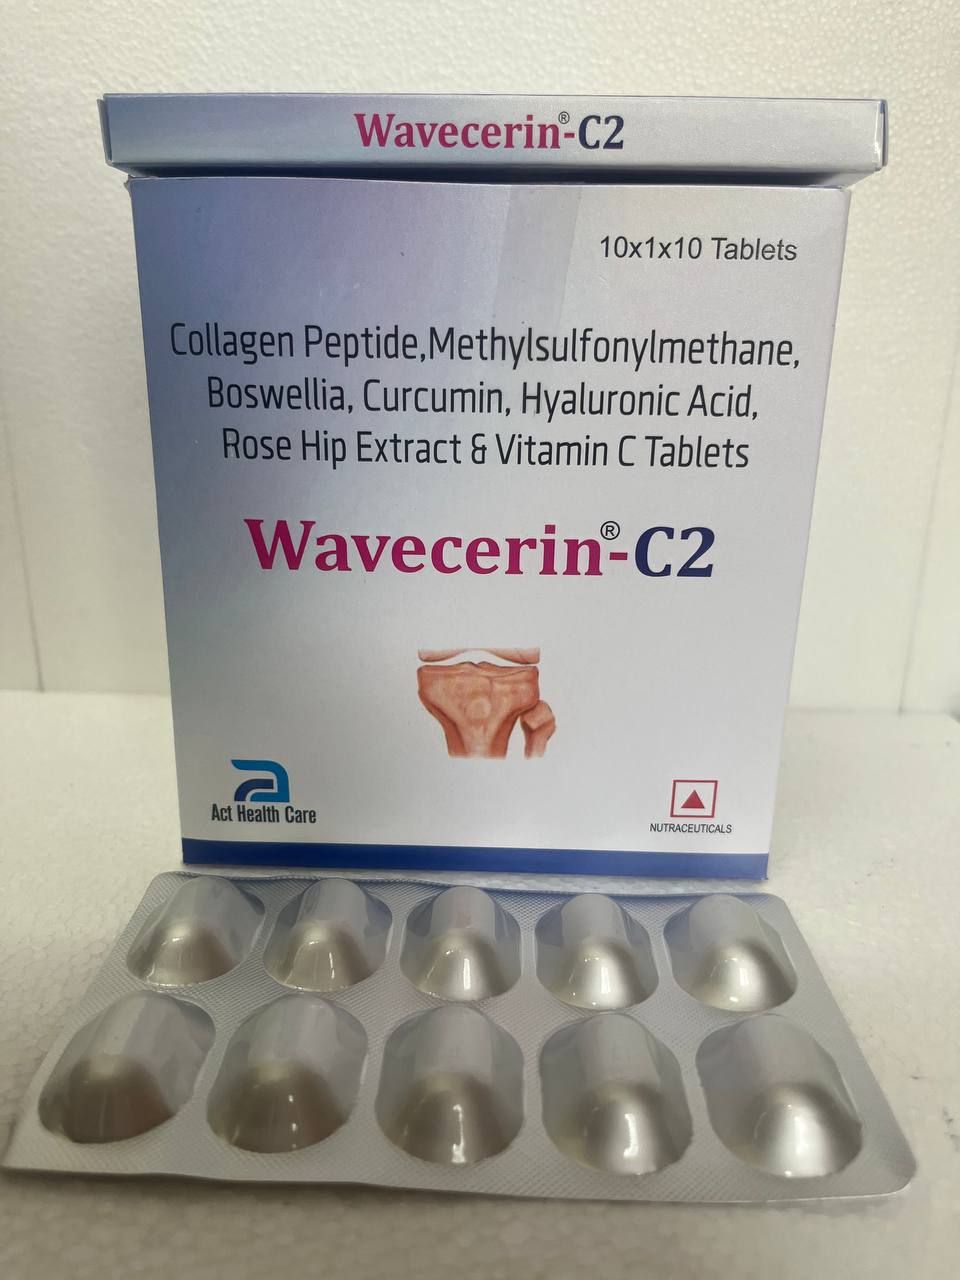 Wavecerin®-C2
10x1x10 Tablets
Collagen Peptide,Methylsulfonylmethane,
Boswellia, Curcumin, Hyaluronic Acid,
Rose Hip Extract & Vitamin C Tablets
Wavecerin®-C2
Act Health Care
NUTRACEUTICALS